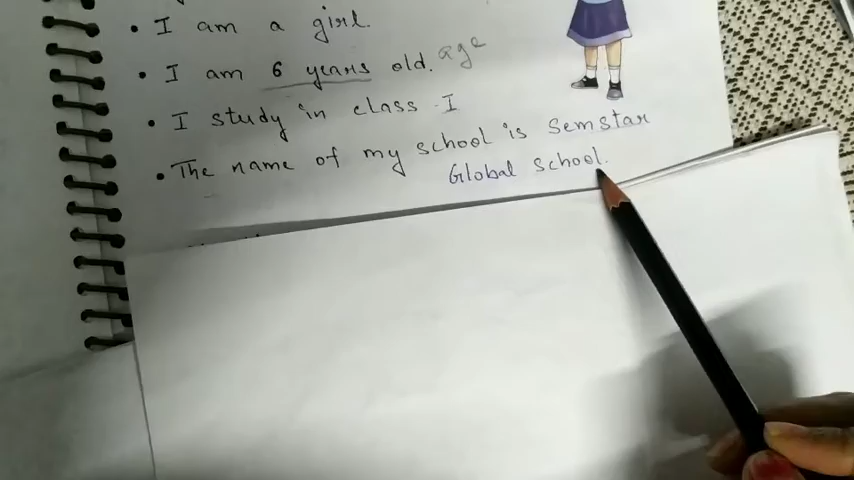 • I am a girl.
• I am 6 years old. age
• I study in class I
• The name of my school is Semstar
Global school.